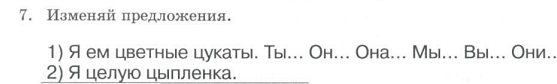 7. Изменяй предложения.
1) Я ем цветные цукаты. Ты... Он... Она... Мы... Вы... Они..
2) Я целую цыпленка.